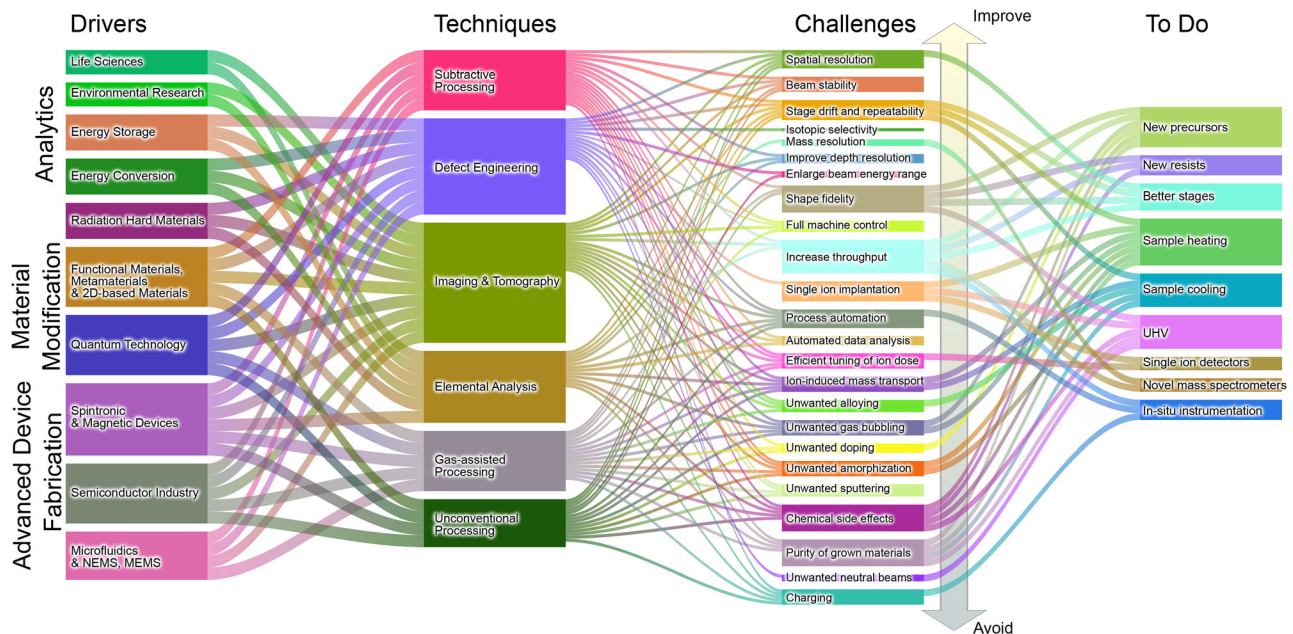 Drivers
Techniques
Challenges
Improve
To Do
Analytics
Material
Modification
Advanced Device
Fabrication
Life Sciences
Environmental Research
Energy Storage
Energy Conversion
Radiation Hard Materials
Functional Materials,
Metamaterials
& 2D-based Materials
Quantum Technology
Spintronic
& Magnetic Devices
Semiconductor Industry
Microfluidics
& NEMS, MEMS
Subtractive
Processing
Defect Engineering
Imaging & Tomography
Elemental Analysis
Gas-assisted
Processing
Unconventional
Processing
Spatial resolution
Beam stability
Stage drift and repeatability
Isotopic selectivity
Mass resolution
Improve depth resolution
Enlarge beam energy range
Shape fidelity
Full machine control
Increase throughput
Single ion implantation
Process automation
Automated data analysis
Efficient tuning of ion dose
Ion-induced mass transport
Unwanted alloying
Unwanted gas bubbling
Unwanted doping
Unwanted amorphization
Unwanted sputtering
Chemical side effects
Purity of grown materials
Unwanted neutral beams
Charging
New precursors
New resists
Better stages
Sample heating
Sample cooling
UHV
Single ion detectors
Novel mass spectrometers
In-situ instrumentation
Avoid